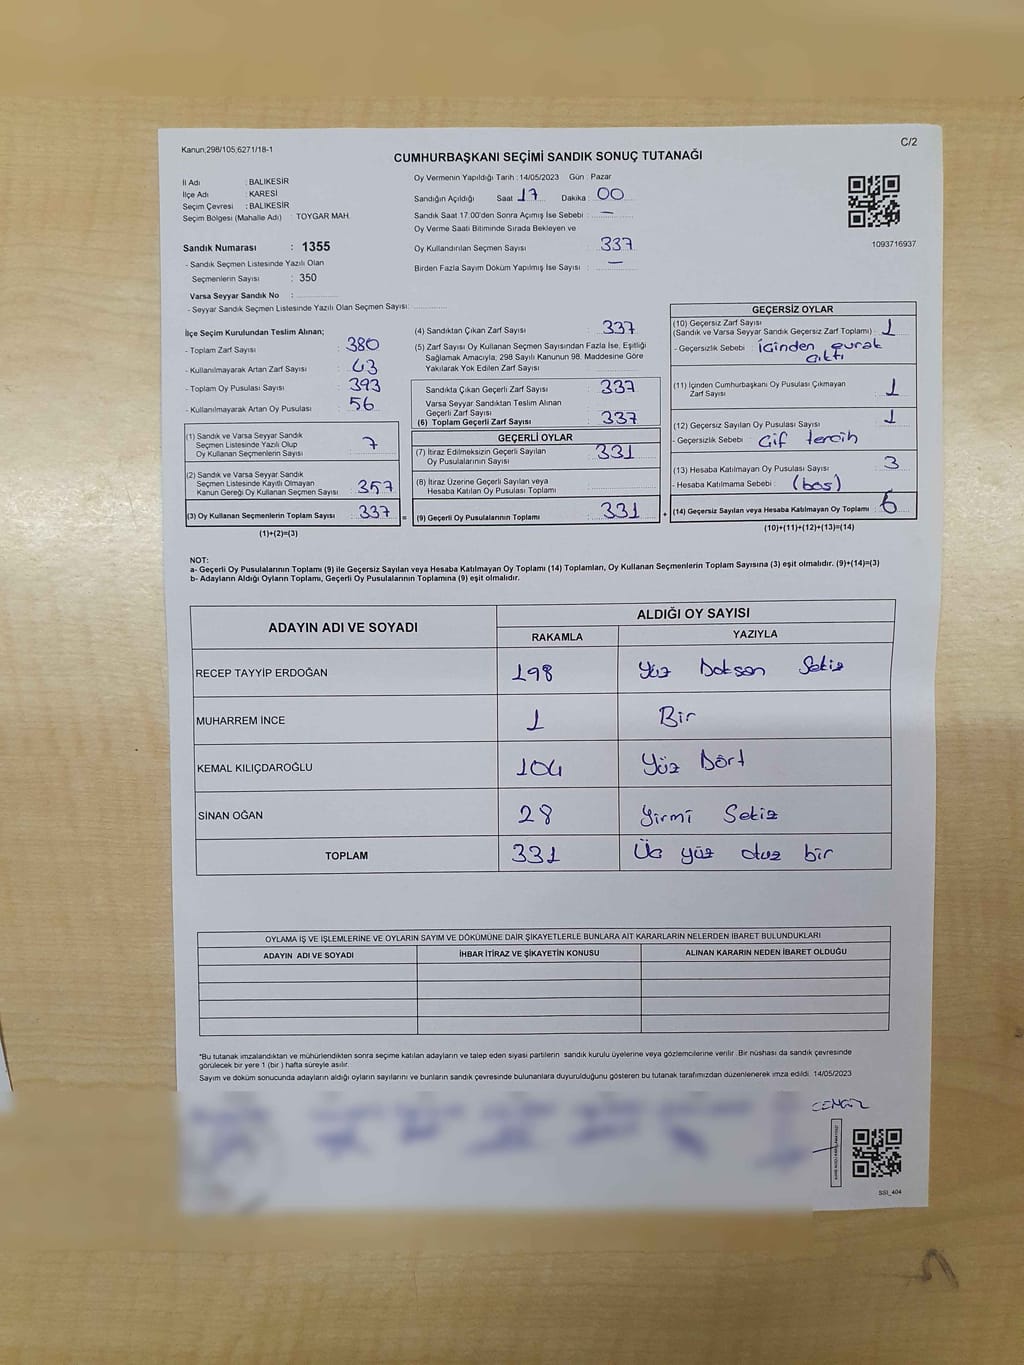 Kanun;298/105,6271/18-1
C/2
CUMHURBAŞKANI SEÇİMİ SANDIK SONUÇ TUTANAĞI
İl Adı : BALIKESİR
İlçe Adı : KARESİ
Seçim Çevresi : BALIKESİR
Seçim Bölgesi (Mahalle Adı) : TOYGAR MAH.
Sandık Numarası : 1355
- Sandık Seçmen Listesinde Yazılı Olan
Seçmenlerin Sayısı : 350
Varsa Seyyar Sandık No :
- Seyyar Sandık Seçmen Listesinde Yazılı Olan Seçmen Sayısı:
Oy Vermenin Yapıldığı Tarih : 14/05/2023 Gün : Pazar
Sandığın Açıldığı Saat 17 Dakika 00
Sandık Saat 17.00'den Sonra Açımış İse Sebebi : —
Oy Verme Saati Bitiminde Sırada Bekleyen ve
Oy Kullandırılan Seçmen Sayısı : 337
Birden Fazla Sayım Döküm Yapılmış İse Sayısı : —
1093716937
İlçe Seçim Kurulundan Teslim Alınan;
- Toplam Zarf Sayısı : 380
- Kullanılmayarak Artan Zarf Sayısı : 43
- Toplam Oy Pusulası Sayısı : 393
- Kullanılmayarak Artan Oy Pusulası : 56
(1) Sandık ve Varsa Seyyar Sandık
Seçmen Listesinde Yazılı Olup
Oy Kullanan Seçmenlerin Sayısı : 7
(2) Sandık ve Varsa Seyyar Sandık
Seçmen Listesinde Kayıtlı Olmayan
Kanun Gereği Oy Kullanan Seçmen Sayısı : 357
(3) Oy Kullanan Seçmenlerin Toplam Sayısı : 337 =
(1)+(2)=(3)
(4) Sandıktan Çıkan Zarf Sayısı : 337
(5) Zarf Sayısı Oy Kullanan Seçmen Sayısından Fazla İse, Eşitliği
Sağlamak Amacıyla; 298 Sayılı Kanunun 98. Maddesine Göre
Yakılarak Yok Edilen Zarf Sayısı :
Sandıkta Çıkan Geçerli Zarf Sayısı : 337
Varsa Seyyar Sandıktan Teslim Alınan
Geçerli Zarf Sayısı :
(6) Toplam Geçerli Zarf Sayısı : 337
GEÇERLİ OYLAR
(7) İtiraz Edilmeksizin Geçerli Sayılan
Oy Pusulalarının Sayısı : 331
(8) İtiraz Üzerine Geçerli Sayılan veya
Hesaba Katılan Oy Pusulası Toplamı :
(9) Geçerli Oy Pusulalarının Toplamı : 331 +
GEÇERSİZ OYLAR
(10) Geçersiz Zarf Sayısı
(Sandık ve Varsa Seyyar Sandık Geçersiz Zarf Toplamı) : 1
- Geçersizlik Sebebi : içinden evrak
çıktı
(11) İçinden Cumhurbaşkanı Oy Pusulası Çıkmayan
Zarf Sayısı : 1
(12) Geçersiz Sayılan Oy Pusulası Sayısı : 1
- Geçersizlik Sebebi : Çif tercih
(13) Hesaba Katılmayan Oy Pusulası Sayısı : 3
- Hesaba Katılmama Sebebi : (boş)
(14) Geçersiz Sayılan veya Hesaba Katılmayan Oy Toplamı : 6
(10)+(11)+(12)+(13)=(14)
NOT:
a- Geçerli Oy Pusulalarının Toplamı (9) ile Geçersiz Sayılan veya Hesaba Katılmayan Oy Toplamı (14) Toplamları, Oy Kullanan Seçmenlerin Toplam Sayısına (3) eşit olmalıdır. (9)+(14)=(3)
b- Adayların Aldığı Oyların Toplamı, Geçerli Oy Pusulalarının Toplamına (9) eşit olmalıdır.
ADAYIN ADI VE SOYADI
ALDIĞI OY SAYISI
RAKAMLA YAZIYLA
RECEP TAYYİP ERDOĞAN 198 Yüz Doksan Sekiz
MUHARREM İNCE 1 Bir
KEMAL KILIÇDAROĞLU 104 Yüz Dört
SİNAN OĞAN 28 Yirmi Sekiz
TOPLAM 331 Üç yüz otuz bir
OYLAMA İŞ VE İŞLEMLERİNE VE OYLARIN SAYIM VE DÖKÜMÜNE DAİR ŞİKAYETLERLE BUNLARA AİT KARARLARIN NELERDEN İBARET BULUNDUKLARI
ADAYIN ADI VE SOYADI İHBAR İTİRAZ VE ŞİKAYETİN KONUSU ALINAN KARARIN NEDEN İBARET OLDUĞU
*Bu tutanak imzalandıktan ve mühürlendikten sonra seçime katılan adayların ve talep eden siyasi partilerin sandık kurulu üyelerine veya gözlemcilerine verilir. Bir nüshası da sandık çevresinde
görülecek bir yere 1 (bir) hafta süreyle asılır.
Sayım ve döküm sonucunda adayların aldığı oyların sayılarını ve bunların sandık çevresinde bulunanlara duyurulduğunu gösteren bu tutanak tarafımızdan düzenlenerek imza edildi. 14/05/2023
CENGİZ
SSI_404